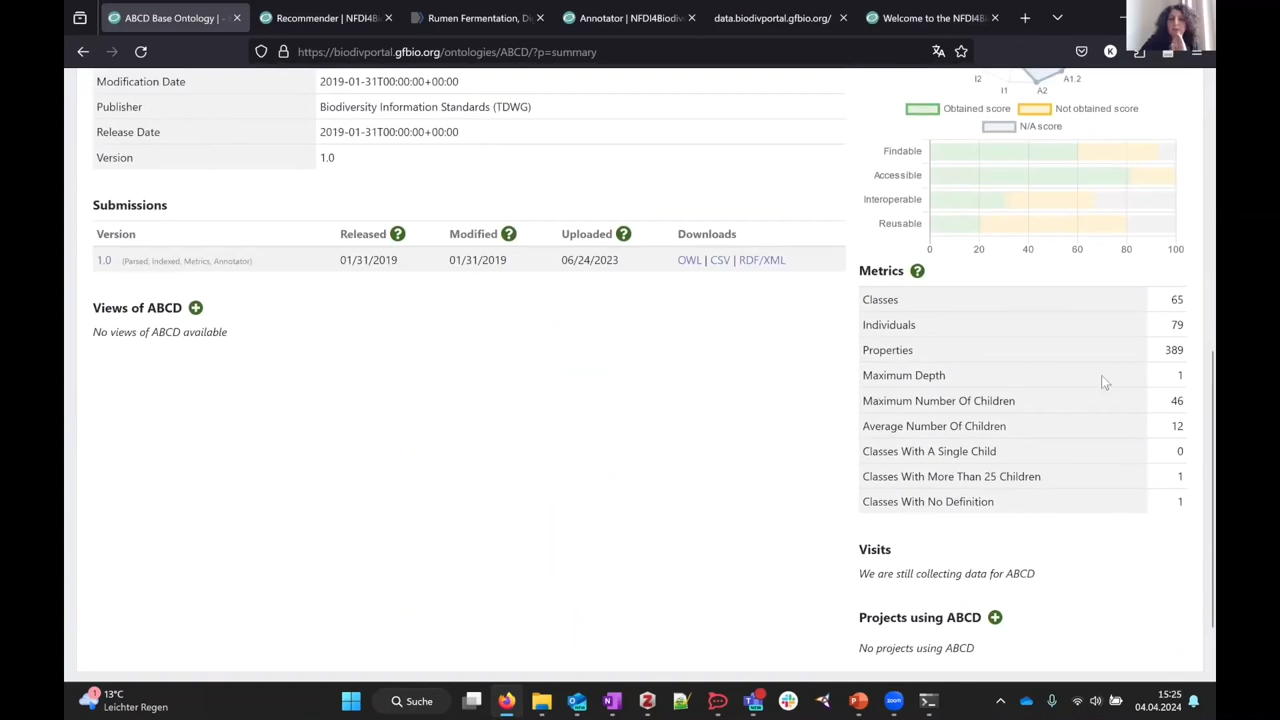 ABCD Base Ontology | -
Recommender | NFDI4Bi
Rumen Fermentation, Di
Annotator | NFDI4Biodive
data.biodivportal.gfbio.org/
Welcome to the NFDI4Bi
https://biodivportal.gfbio.org/ontologies/ABCD/?p=summary
K
Modification Date 2019-01-31T00:00:00+00:00
Publisher Biodiversity Information Standards (TDWG)
Release Date 2019-01-31T00:00:00+00:00
Version 1.0
Submissions
Version Released ? Modified ? Uploaded ? Downloads
1.0 (Parsed, Indexed, Metrics, Annotator) 01/31/2019 01/31/2019 06/24/2023 OWL | CSV | RDF/XML
Views of ABCD
No views of ABCD available
I2 I1 A2 A1.2
Obtained score Not obtained score
N/A score
Findable
Accessible
Interoperable
Reusable
0 20 40 60 80 100
Metrics ?
Classes 65
Individuals 79
Properties 389
Maximum Depth 1
Maximum Number Of Children 46
Average Number Of Children 12
Classes With A Single Child 0
Classes With More Than 25 Children 1
Classes With No Definition 1
Visits
We are still collecting data for ABCD
Projects using ABCD
No projects using ABCD
1
13°C
Leichter Regen
Suche
15:25
04.04.2024